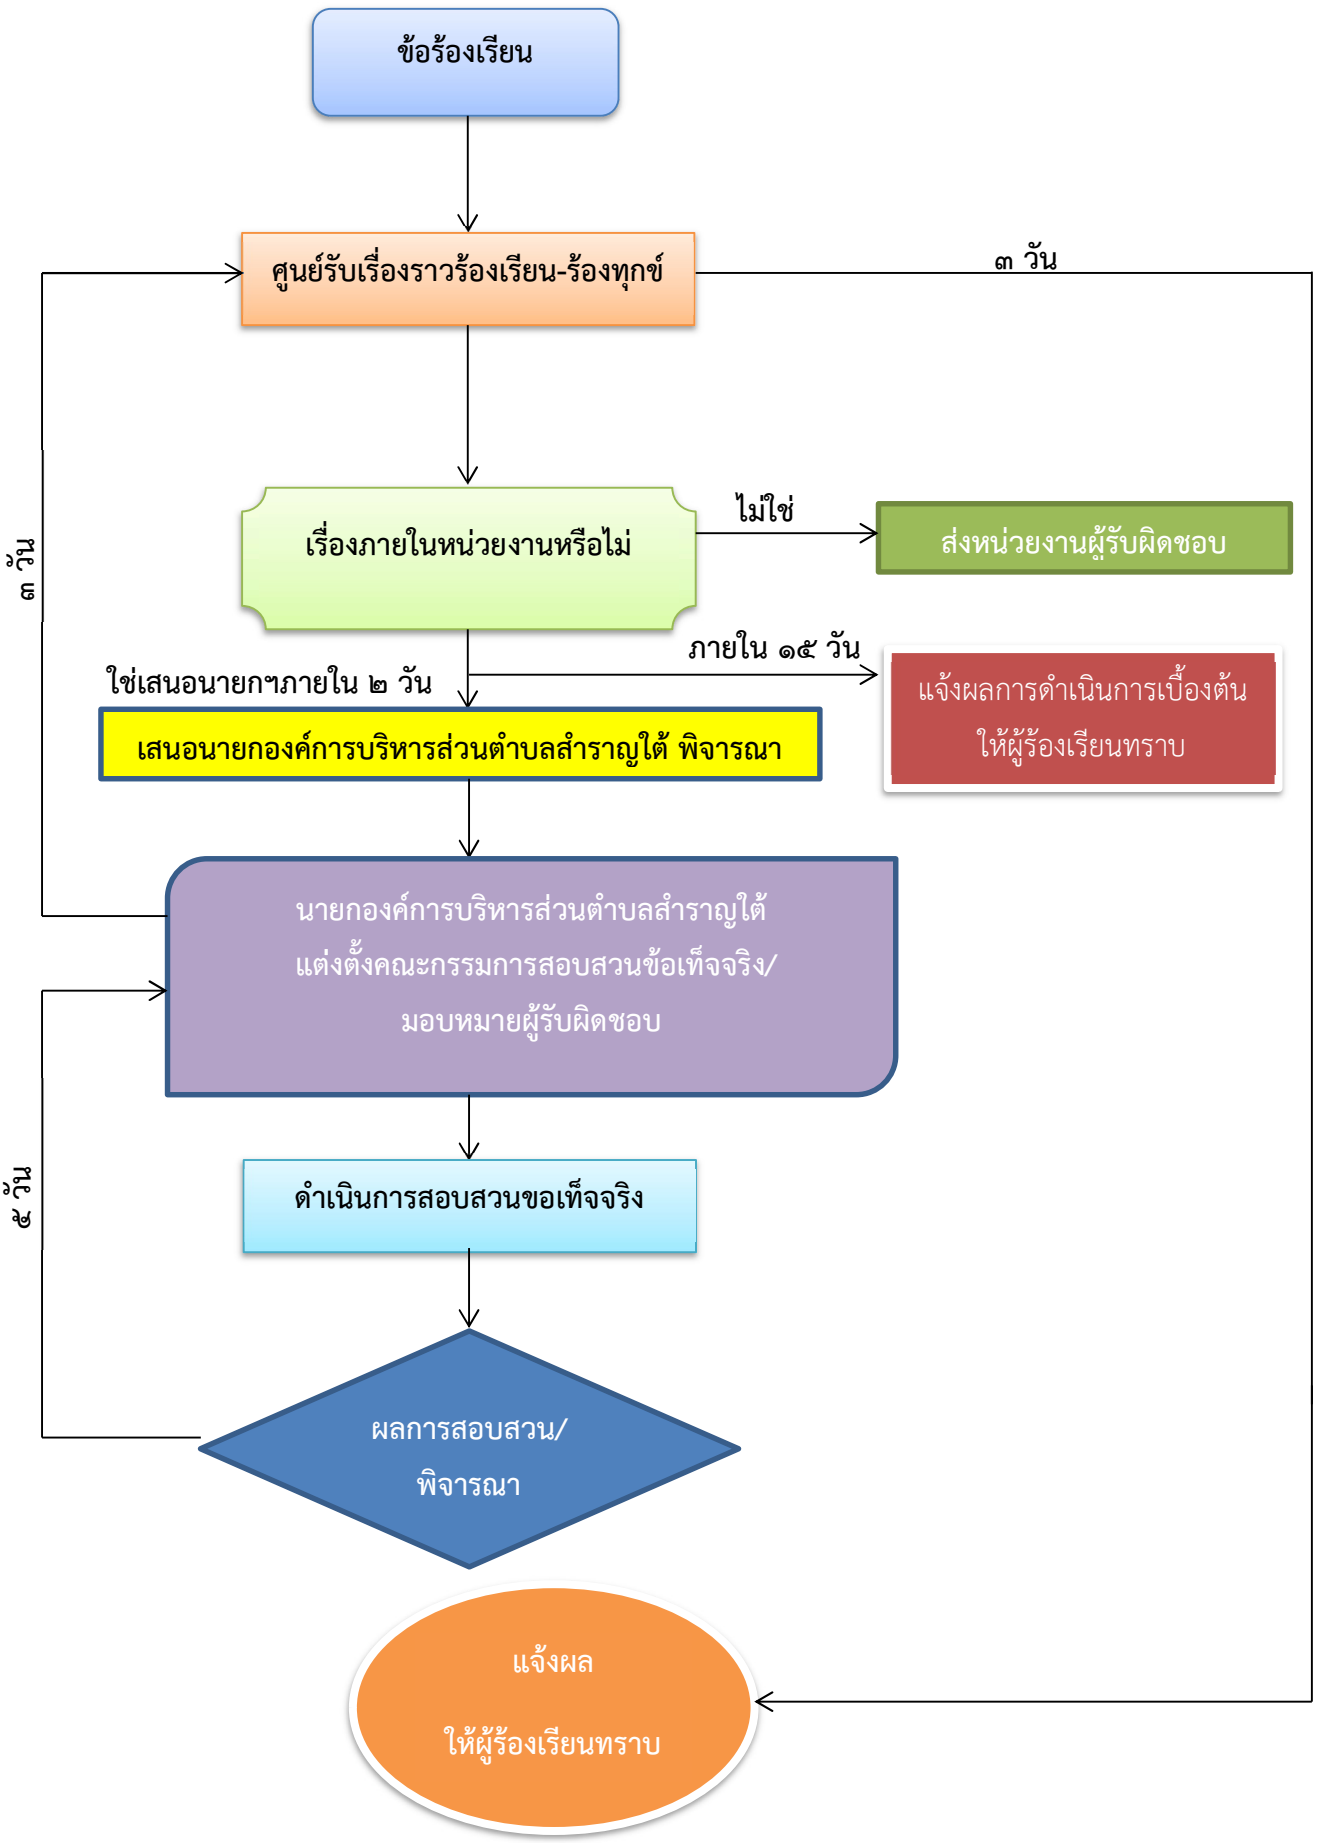 ข้อร้องเรียน
ศูนย์รับเรื่องราวร้องเรียน-ร้องทุกข์
๓ วัน
เรื่องภายในหน่วยงานหรือไม่
ไม่ใช่
ส่งหน่วยงานผู้รับผิดชอบ
๓ วัน
ภายใน ๑๕ วัน
ใช่เสนอนายกฯภายใน ๒ วัน
แจ้งผลการดำเนินการเบื้องต้น
ให้ผู้ร้องเรียนทราบ
เสนอนายกองค์การบริหารส่วนตำบลสำราญใต้ พิจารณา
นายกองค์การบริหารส่วนตำบลสำราญใต้
แต่งตั้งคณะกรรมการสอบสวนข้อเท็จจริง/
มอบหมายผู้รับผิดชอบ
๕ วัน
ดำเนินการสอบสวนขอเท็จจริง
ผลการสอบสวน/
พิจารณา
แจ้งผล
ให้ผู้ร้องเรียนทราบ